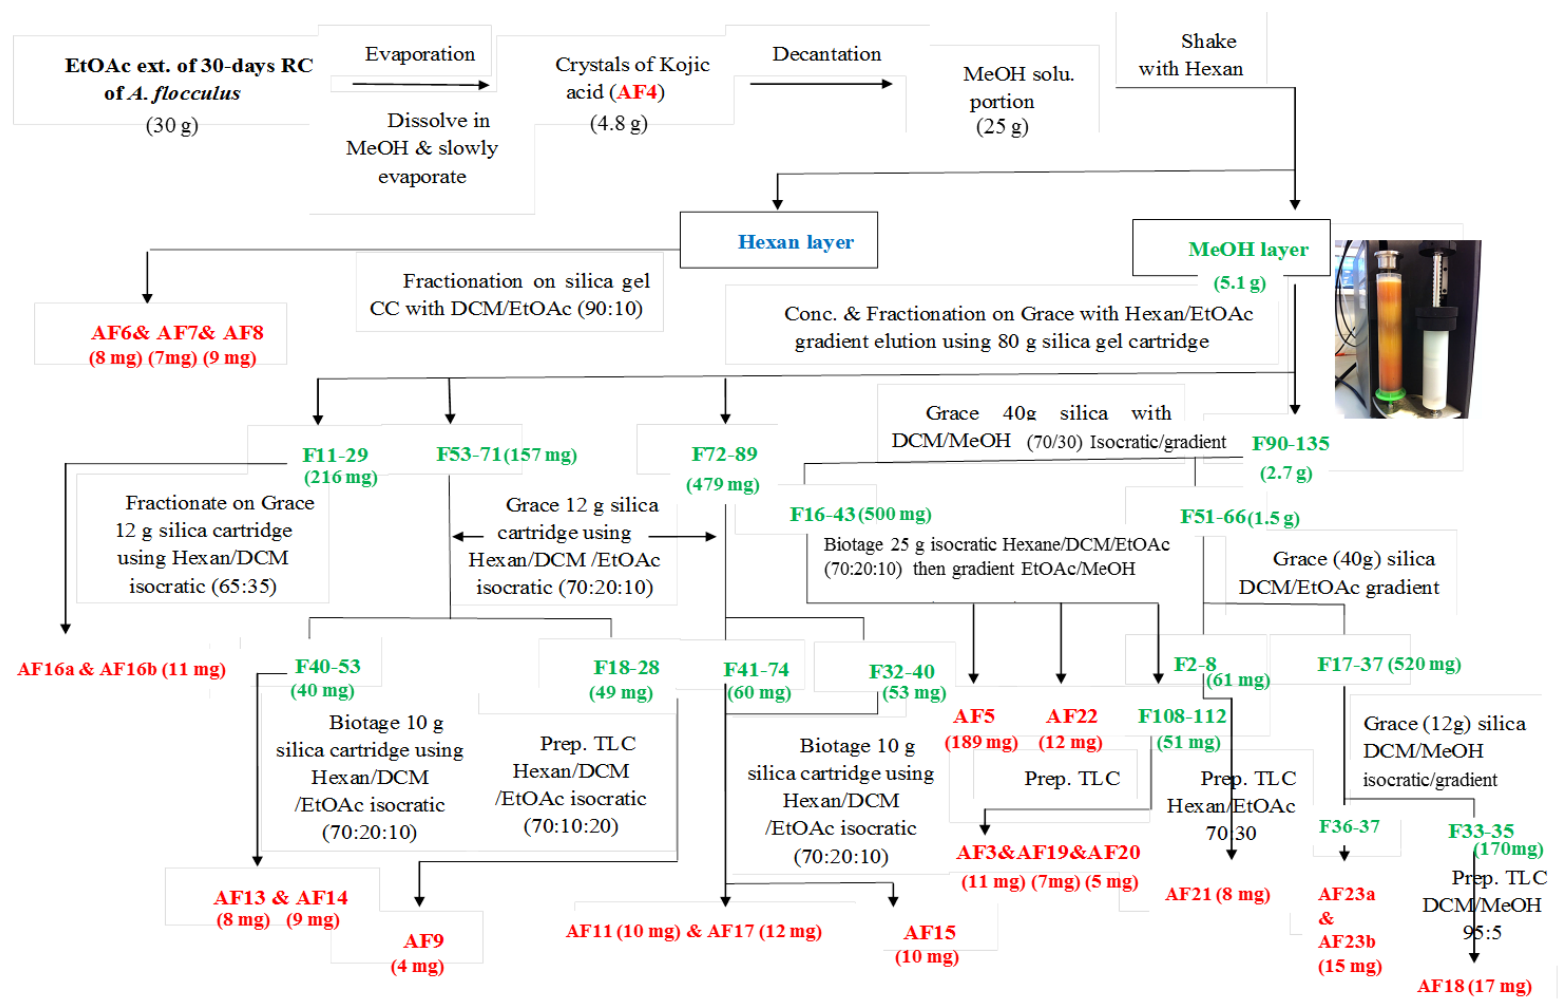 EtOAc ext. of 30-days RC
of A. flocculus
(30 g)
Evaporation
Dissolve in
MeOH & slowly
evaporate
Crystals of Kojic
acid (AF4)
(4.8 g)
Decantation
MeOH solu.
portion
(25 g)
Shake
with Hexan
Hexan layer
MeOH layer
(5.1 g)
Fractionation on silica gel
CC with DCM/EtOAc (90:10)
AF6& AF7& AF8
(8 mg) (7mg) (9 mg)
Conc. & Fractionation on Grace with Hexan/EtOAc
gradient elution using 80 g silica gel cartridge
F11-29
(216 mg)
F53-71 (157 mg)
F72-89
(479 mg)
Grace 40g silica with
DCM/MeOH (70/30) Isocratic/gradient
F90-135
(2.7 g)
Fractionate on Grace
12 g silica cartridge
using Hexan/DCM
isocratic (65:35)
Grace 12 g silica
cartridge using
Hexan/DCM /EtOAc
isocratic (70:20:10)
F16-43 (500 mg)
F51-66 (1.5 g)
Biotage 25 g isocratic Hexane/DCM/EtOAc
(70:20:10) then gradient EtOAc/MeOH
Grace (40g) silica
DCM/EtOAc gradient
AF16a & AF16b (11 mg)
F40-53
(40 mg)
F18-28
(49 mg)
F41-74
(60 mg)
F32-40
(53 mg)
F2-8
(61 mg)
F17-37 (520 mg)
AF5
(189 mg)
AF22
(12 mg)
F108-112
(51 mg)
Biotage 10 g
silica cartridge using
Hexan/DCM
/EtOAc isocratic
(70:20:10)
Prep. TLC
Hexan/DCM
/EtOAc isocratic
(70:10:20)
Biotage 10 g
silica cartridge using
Hexan/DCM
/EtOAc isocratic
(70:20:10)
Prep. TLC
Prep. TLC
Hexan/EtOAc
70:30
Grace (12g) silica
DCM/MeOH
isocratic/gradient
F36-37
F33-35
(170mg)
AF3&AF19&AF20
(11 mg) (7mg) (5 mg)
Prep. TLC
DCM/MeOH
95:5
AF13 & AF14
(8 mg) (9 mg)
AF9
(4 mg)
AF11 (10 mg) & AF17 (12 mg)
AF15
(10 mg)
AF21 (8 mg)
AF23a
&
AF23b
(15 mg)
AF18 (17 mg)